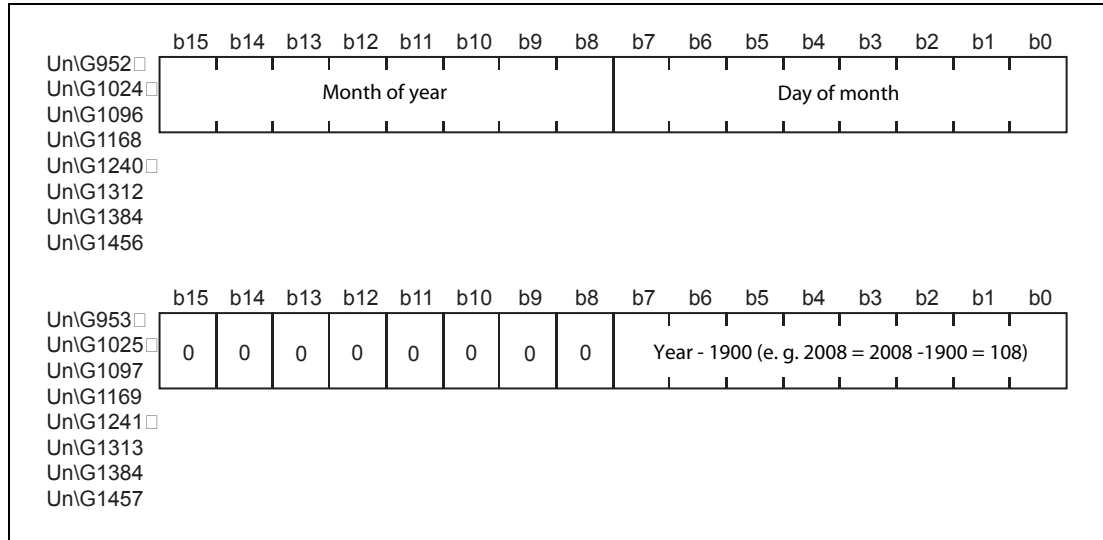 b15 b14 b13 b12 b11 b10 b9 b8 b7 b6 b5 b4 b3 b2 b1 b0
Un\G952□
Un\G1024□
Un\G1096
Un\G1168
Un\G1240□
Un\G1312
Un\G1384
Un\G1456
Month of year Day of month
b15 b14 b13 b12 b11 b10 b9 b8 b7 b6 b5 b4 b3 b2 b1 b0
Un\G953□
Un\G1025□
Un\G1097
Un\G1169
Un\G1241□
Un\G1313
Un\G1384
Un\G1457
0 0 0 0 0 0 0 0 Year - 1900 (e. g. 2008 = 2008 -1900 = 108)